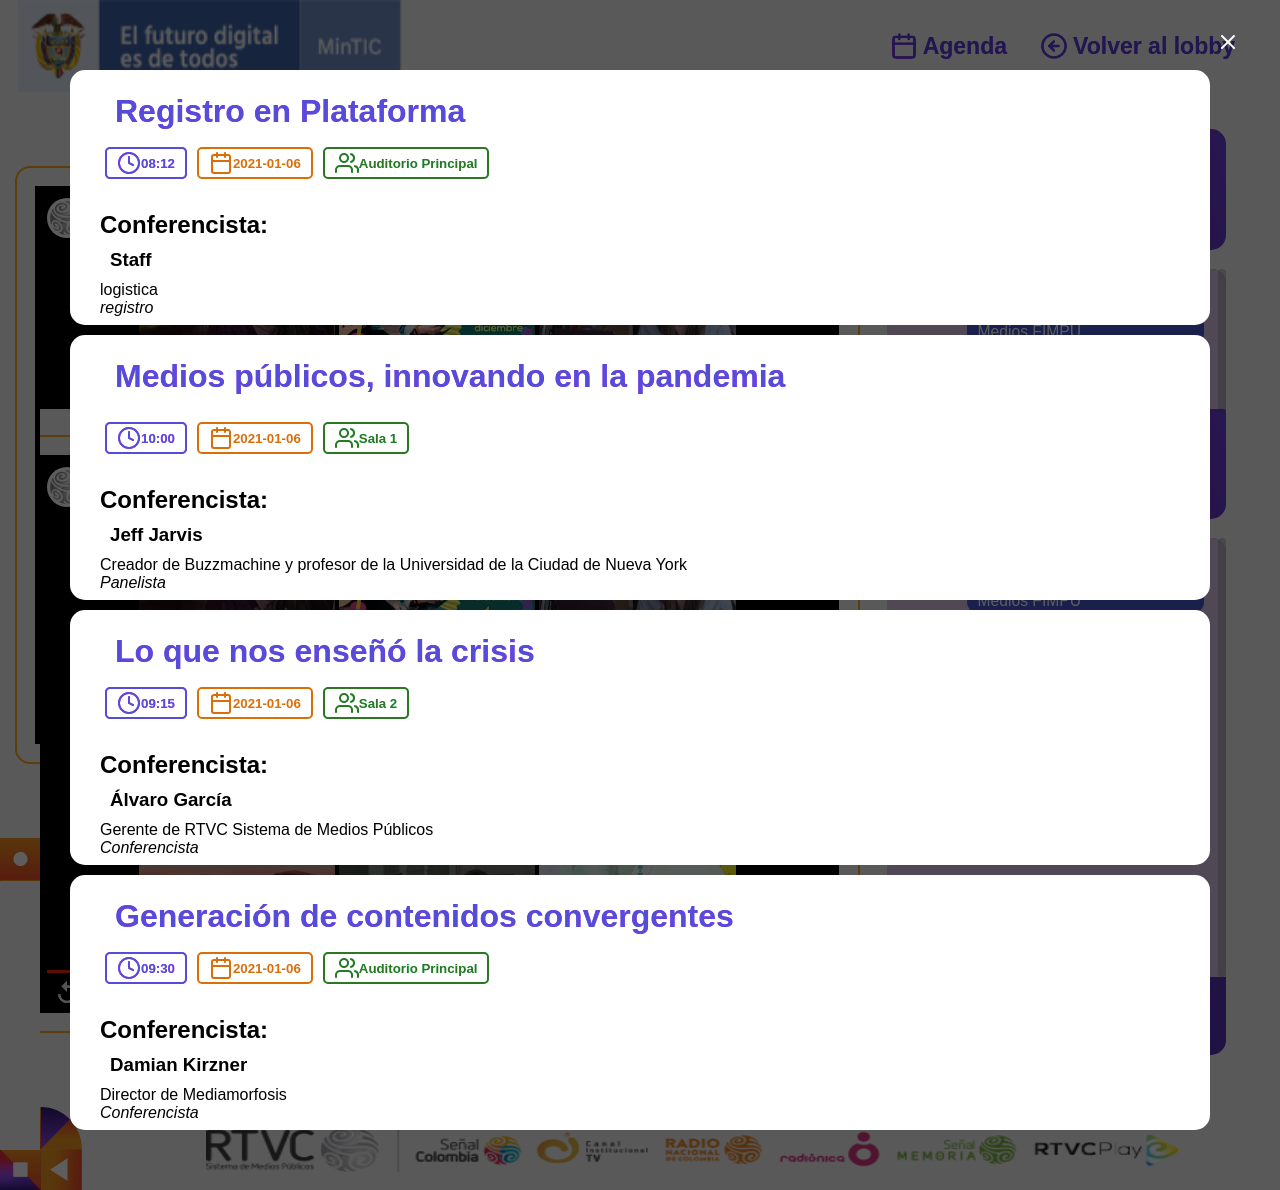 El futuro digital
es de todos
MinTIC
Agenda
Volver al lobby
Registro en Plataforma
08:12
2021-01-06
Auditorio Principal
Conferencista:
Staff
logistica
registro
diciembre
Medios FIMPU
Medios públicos, innovando en la pandemia
10:00
2021-01-06
Sala 1
Conferencista:
Jeff Jarvis
Creador de Buzzmachine y profesor de la Universidad de la Ciudad de Nueva York
Panelista
Medios FIMPU
Lo que nos enseñó la crisis
09:15
2021-01-06
Sala 2
Conferencista:
Álvaro García
Gerente de RTVC Sistema de Medios Públicos
Conferencista
Generación de contenidos convergentes
09:30
2021-01-06
Auditorio Principal
Conferencista:
Damian Kirzner
Director de Mediamorfosis
Conferencista
RTVC
Sistema de Medios Públicos
Señal
Colombia
Canal
Institucional
TV
RADIO
NACIONAL
DE COLOMBIA
radiónica
Señal
MEMORIA
RTVCPlay